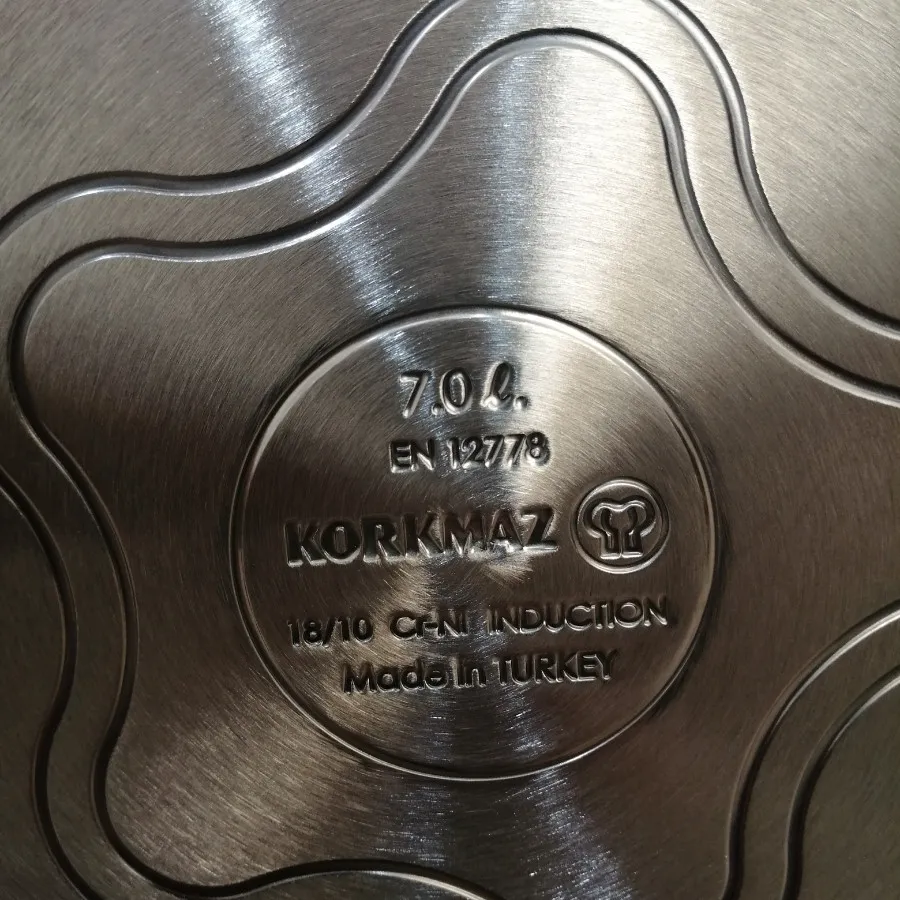 7.0 ℓ.
EN 12778
KORKMAZ
18/10 Cr-Ni INDUCTION
Made in TURKEY